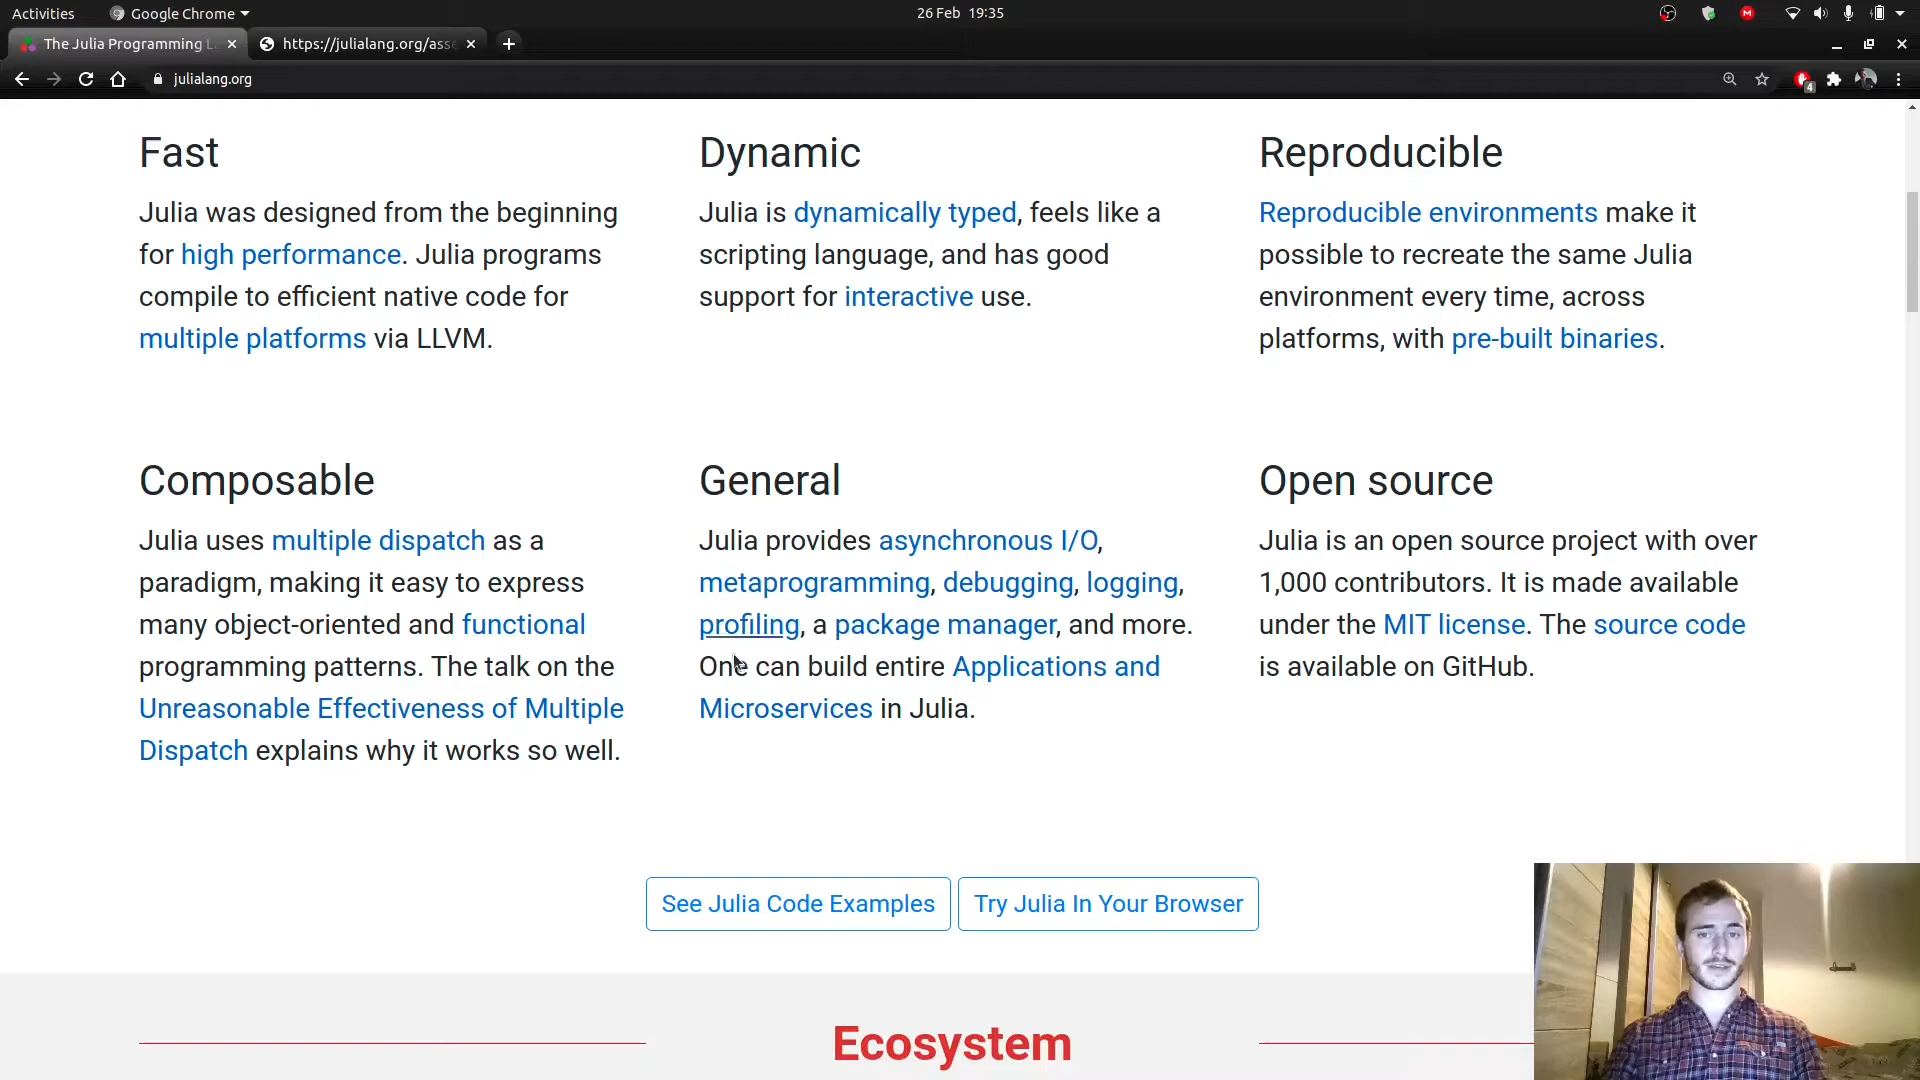 Activities
Google Chrome
26 Feb 19:35
The Julia Programming L
https://julialang.org/asse
julialang.org
4
Fast
Julia was designed from the beginning
for high performance. Julia programs
compile to efficient native code for
multiple platforms via LLVM.
Dynamic
Julia is dynamically typed, feels like a
scripting language, and has good
support for interactive use.
Reproducible
Reproducible environments make it
possible to recreate the same Julia
environment every time, across
platforms, with pre-built binaries.
Composable
Julia uses multiple dispatch as a
paradigm, making it easy to express
many object-oriented and functional
programming patterns. The talk on the
Unreasonable Effectiveness of Multiple
Dispatch explains why it works so well.
General
Julia provides asynchronous I/O,
metaprogramming, debugging, logging,
profiling, a package manager, and more.
One can build entire Applications and
Microservices in Julia.
Open source
Julia is an open source project with over
1,000 contributors. It is made available
under the MIT license. The source code
is available on GitHub.
See Julia Code Examples
Try Julia In Your Browser
Ecosystem